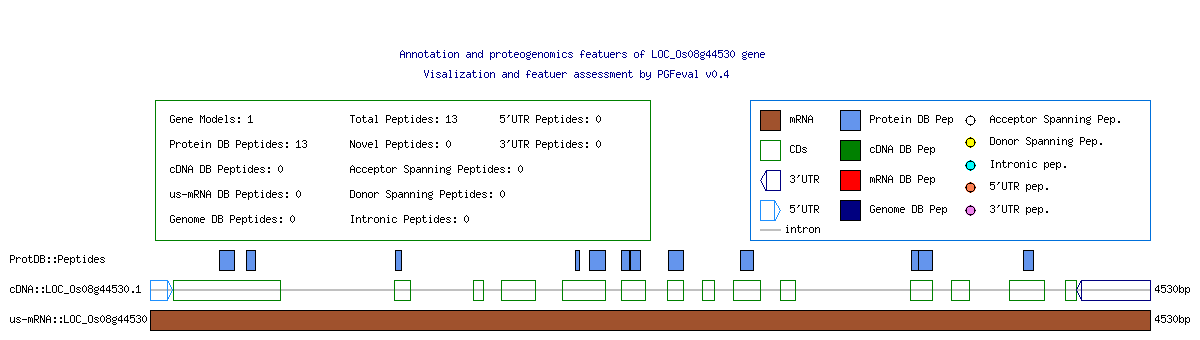 Annotation and proteogenomics featuers of LOC_Os08g44530 gene
Visalization and featuer assessment by PGFeval v0.4
Gene Models: 1
Total Peptides: 13
5'UTR Peptides: 0
Protein DB Peptides: 13
Novel Peptides: 0
3'UTR Peptides: 0
cDNA DB Peptides: 0
Acceptor Spanning Peptides: 0
us-mRNA DB Peptides: 0
Donor Spanning Peptides: 0
Genome DB Peptides: 0
Intronic Peptides: 0
mRNA
Protein DB Pep
Acceptor Spanning Pep.
CDs
cDNA DB Pep
Donor Spanning Pep.
3'UTR
mRNA DB Pep
Intronic pep.
5'UTR
Genome DB Pep
5'UTR pep.
3'UTR pep.
intron
ProtDB::Peptides
cDNA::LOC_Os08g44530.1
4530bp
us-mRNA::LOC_Os08g44530
4530bp